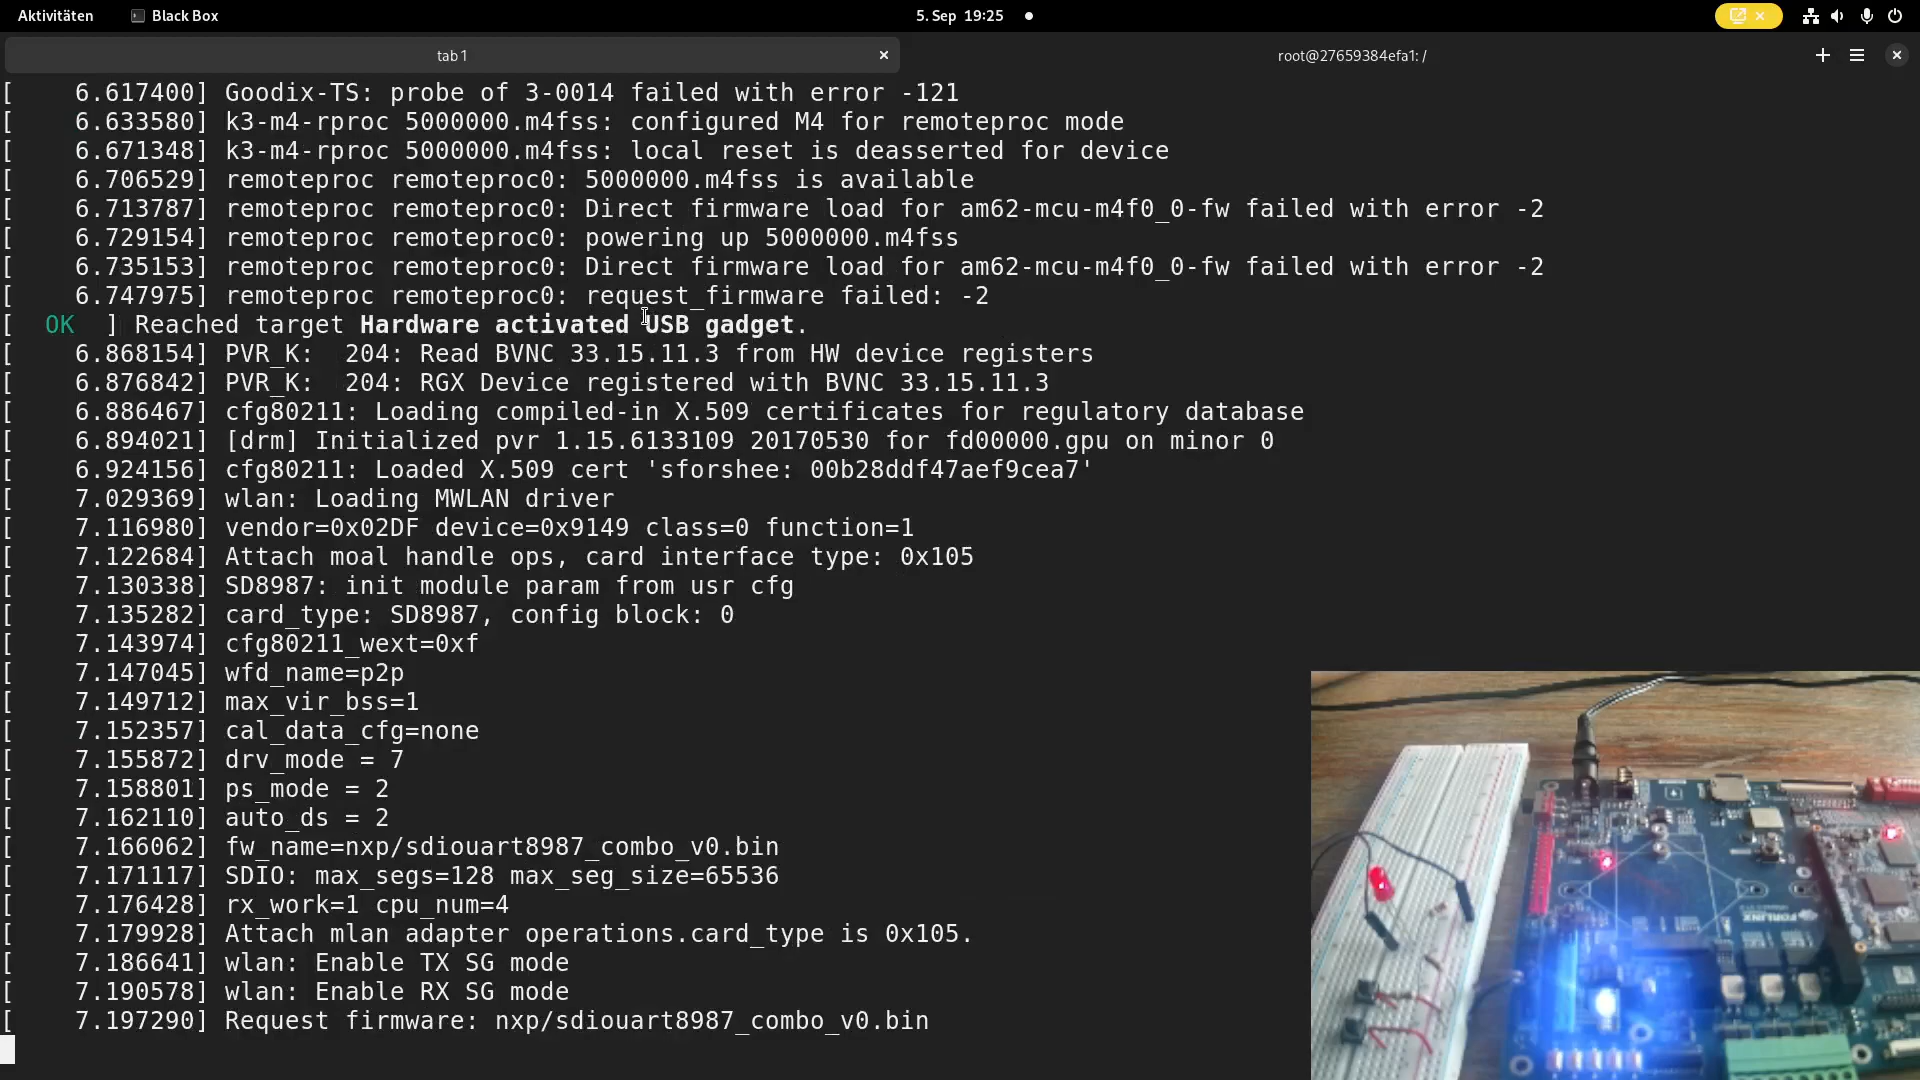 Aktivitäten Black Box 5. Sep 19:25
tab 1 root@27659384efa1: /
[ 6.617400] Goodix-TS: probe of 3-0014 failed with error -121
[ 6.633580] k3-m4-rproc 5000000.m4fss: configured M4 for remoteproc mode
[ 6.671348] k3-m4-rproc 5000000.m4fss: local reset is deasserted for device
[ 6.706529] remoteproc remoteproc0: 5000000.m4fss is available
[ 6.713787] remoteproc remoteproc0: Direct firmware load for am62-mcu-m4f0_0-fw failed with error -2
[ 6.729154] remoteproc remoteproc0: powering up 5000000.m4fss
[ 6.735153] remoteproc remoteproc0: Direct firmware load for am62-mcu-m4f0_0-fw failed with error -2
[ 6.747975] remoteproc remoteproc0: request_firmware failed: -2
[ OK ] Reached target Hardware activated USB gadget.
[ 6.868154] PVR_K: 204: Read BVNC 33.15.11.3 from HW device registers
[ 6.876842] PVR_K: 204: RGX Device registered with BVNC 33.15.11.3
[ 6.886467] cfg80211: Loading compiled-in X.509 certificates for regulatory database
[ 6.894021] [drm] Initialized pvr 1.15.6133109 20170530 for fd00000.gpu on minor 0
[ 6.924156] cfg80211: Loaded X.509 cert 'sforshee: 00b28ddf47aef9cea7'
[ 7.029369] wlan: Loading MWLAN driver
[ 7.116980] vendor=0x02DF device=0x9149 class=0 function=1
[ 7.122684] Attach moal handle ops, card interface type: 0x105
[ 7.130338] SD8987: init module param from usr cfg
[ 7.135282] card_type: SD8987, config block: 0
[ 7.143974] cfg80211_wext=0xf
[ 7.147045] wfd_name=p2p
[ 7.149712] max_vir_bss=1
[ 7.152357] cal_data_cfg=none
[ 7.155872] drv_mode = 7
[ 7.158801] ps_mode = 2
[ 7.162110] auto_ds = 2
[ 7.166062] fw_name=nxp/sdiouart8987_combo_v0.bin
[ 7.171117] SDIO: max_segs=128 max_seg_size=65536
[ 7.176428] rx_work=1 cpu_num=4
[ 7.179928] Attach mlan adapter operations.card_type is 0x105.
[ 7.186641] wlan: Enable TX SG mode
[ 7.190578] wlan: Enable RX SG mode
[ 7.197290] Request firmware: nxp/sdiouart8987_combo_v0.bin
FORLINX